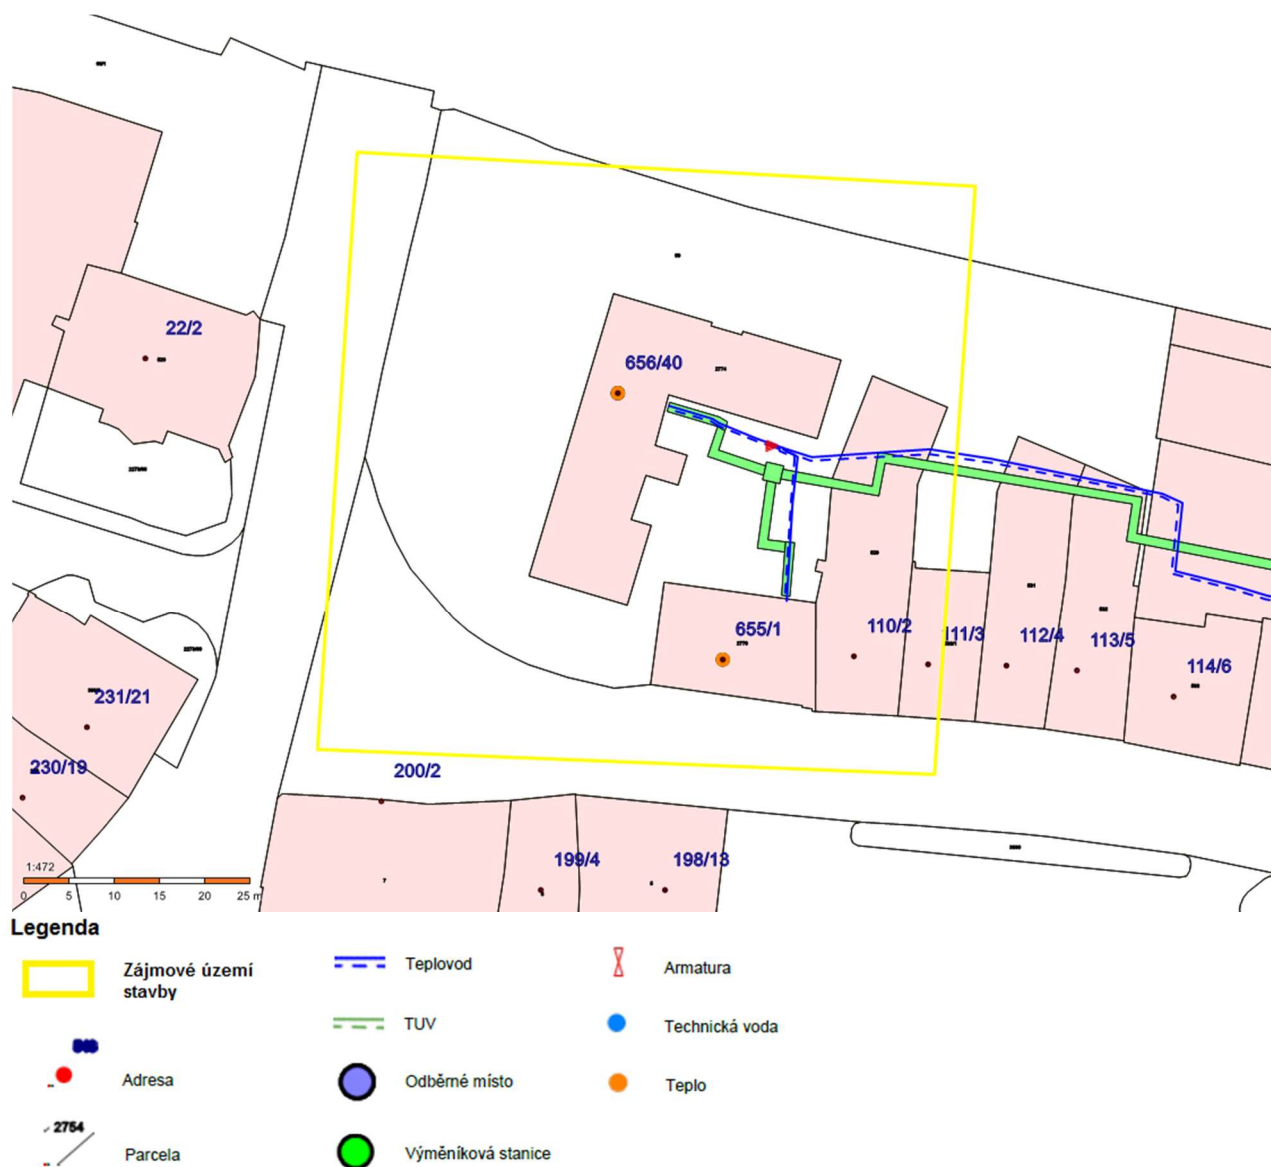 22/2
656/40
2774
655/1
110/2
111/3
112/4
113/5
114/6
231/21
230/19
200/2
199/4
198/13
7
1:472
0 5 10 15 20 25 m
Legenda
Zájmové území
stavby
Adresa
2754
Parcela
Teplovod
TUV
Odběrné místo
Výměníková stanice
Armatura
Technická voda
Teplo